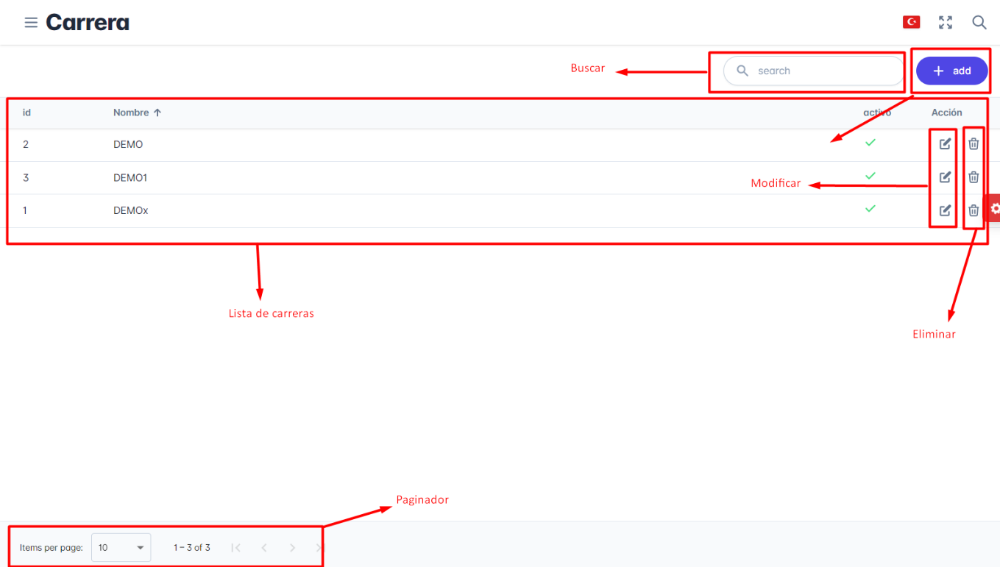 Carrera
Buscar
search
add
id Nombre activo Acción
2 DEMO
3 DEMO1
Modificar
1 DEMOx
Lista de carreras
Eliminar
Paginador
Items per page: 10 1 – 3 of 3